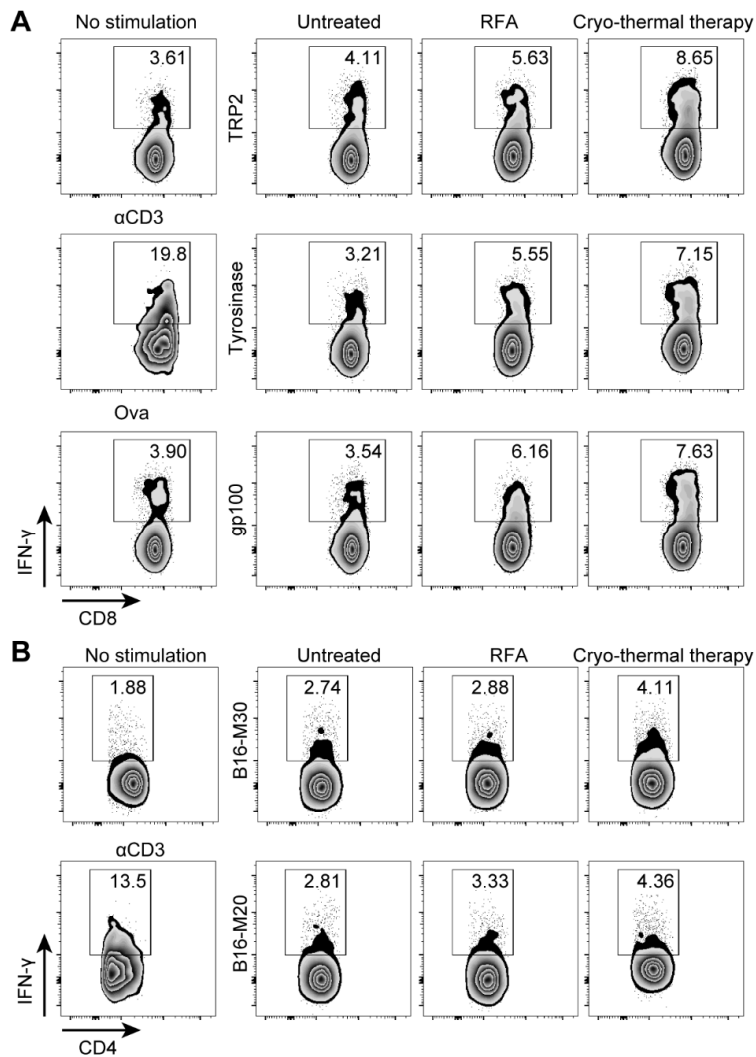 A
No stimulation
Untreated
RFA
Cryo-thermal therapy
3.61
TRP2
4.11
5.63
8.65
αCD3
19.8
Tyrosinase
3.21
5.55
7.15
Ova
3.90
gp100
3.54
6.16
7.63
IFN-γ
CD8
B
No stimulation
Untreated
RFA
Cryo-thermal therapy
1.88
B16-M30
2.74
2.88
4.11
αCD3
13.5
B16-M20
2.81
3.33
4.36
IFN-γ
CD4